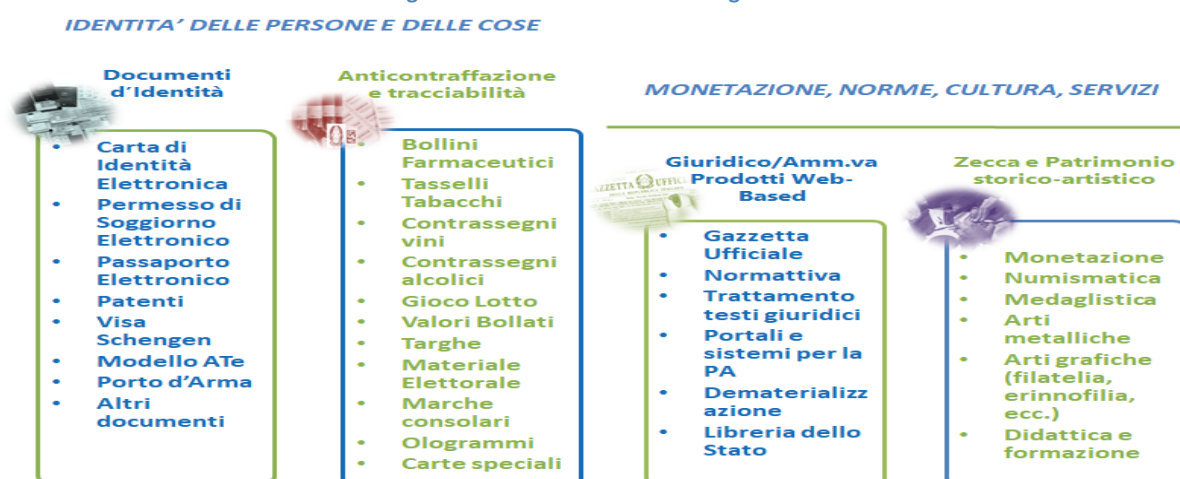 IDENTITA’ DELLE PERSONE E DELLE COSE
Documenti
d´Identità
• Carta di
Identità
Elettronica
• Permesso di
Soggiorno
Elettronico
• Passaporto
Elettronico
• Patenti
• Visa
Schengen
• Modello ATe
• Porto d’Arma
• Altri
documenti
Anticontraffazione
e tracciabilità
• Bollini
Farmaceutici
• Tasselli
Tabacchi
• Contrassegni
vini
• Contrassegni
alcolici
• Gioco Lotto
• Valori Bollati
• Targhe
• Materiale
Elettorale
• Marche
consolari
• Ologrammi
• Carte speciali
MONETAZIONE, NORME, CULTURA, SERVIZI
Giuridico/Amm.va
Prodotti Web-
Based
• Gazzetta
Ufficiale
• Normattiva
• Trattamento
testi giuridici
• Portali e
sistemi per la
PA
• Dematerializz
azione
• Libreria dello
Stato
Zecca e Patrimonio
storico-artistico
• Monetazione
• Numismatica
• Medaglistica
• Arti
metalliche
• Arti grafiche
(filatelia,
erinnofilia,
ecc.)
• Didattica e
formazione